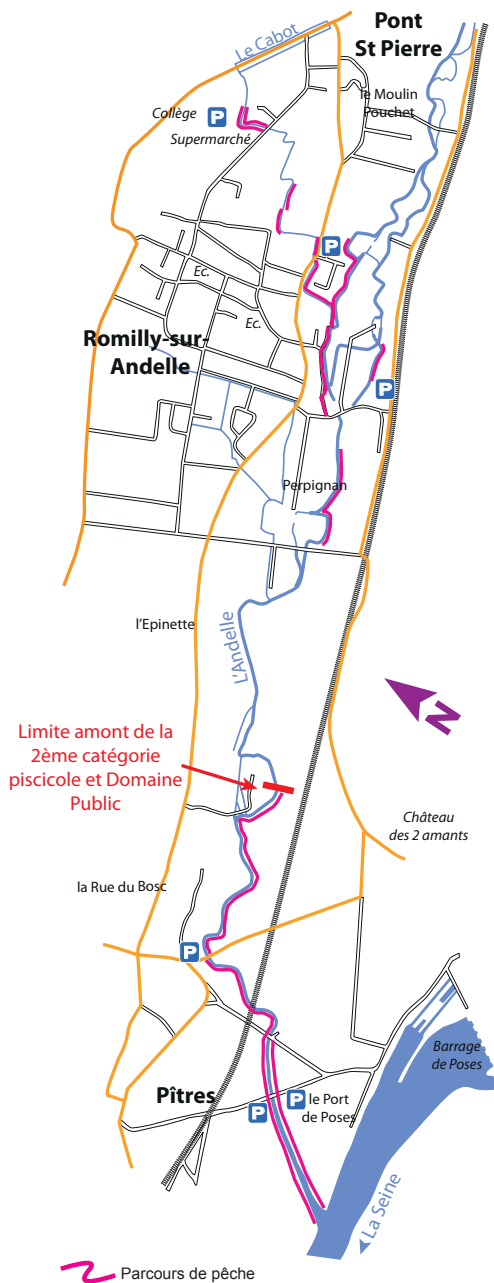 Pont
St Pierre
Le Cabot
le Moulin
Pouchet
Collège
P
Supermarché
P
Ec.
Ec.
Romilly-sur-
Andelle
P
Perpignan
l'Epinette
L'Andelle
N
Limite amont de la
2ème catégorie
piscicole et Domaine
Public
Château
des 2 amants
la Rue du Bosc
P
Barrage
de Poses
Pîtres
P
P
le Port
de Poses
La Seine
Parcours de pêche